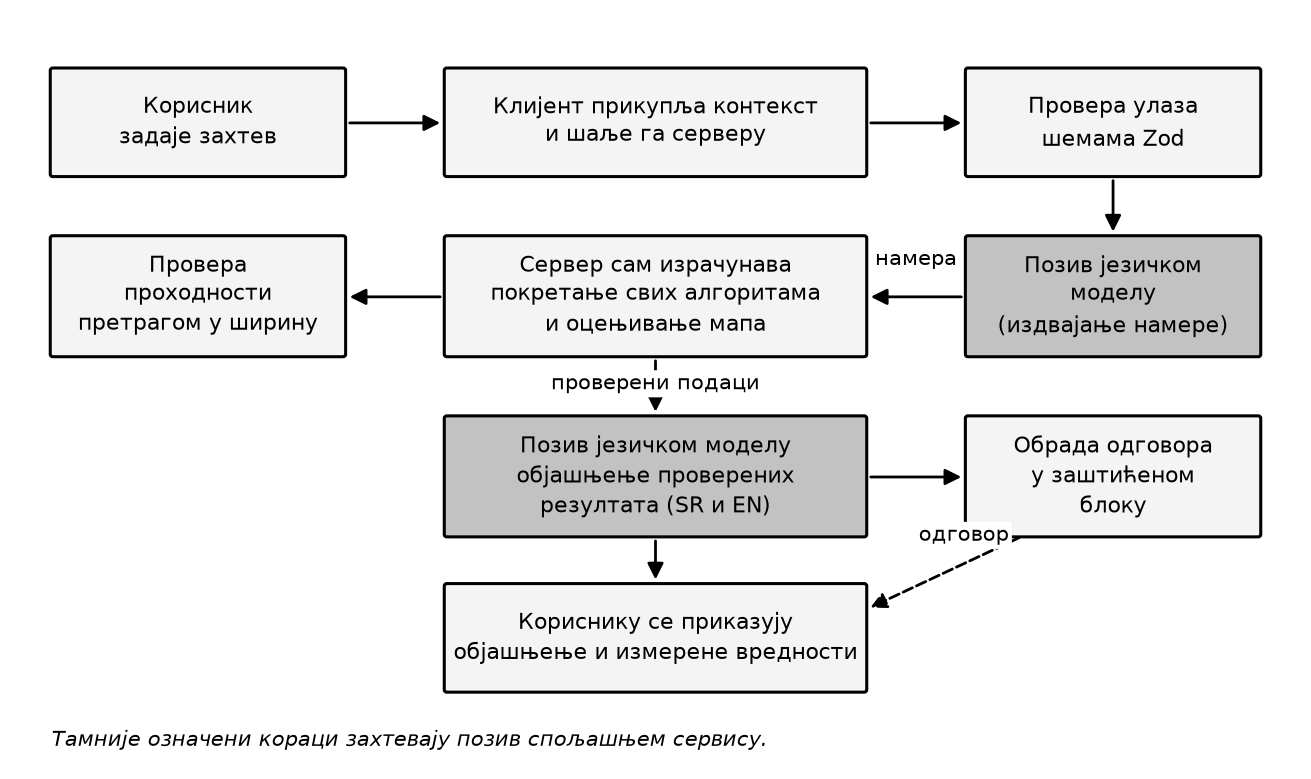 Корисник
задаје захтев
Клијент прикупља контекст
и шаље га серверу
Провера улаза
шемама Zod
Провера
проходности
претрагом у ширину
Сервер сам израчунава
покретање свих алгоритама
и оцењивање мапа
намера
Позив језичком
моделу
(издвајање намере)
проверени подаци
Позив језичком моделу
објашњење проверених
резултата (SR и EN)
Обрада одговора
у заштићеном
блоку
одговор
Кориснику се приказују
објашњење и измерене вредности
Тамније означени кораци захтевају позив спољашњем сервису.